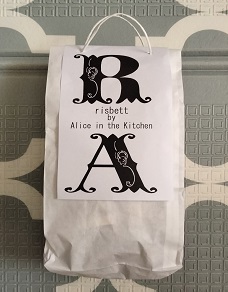 R
risbett
by
Alice in the Kitchen
A